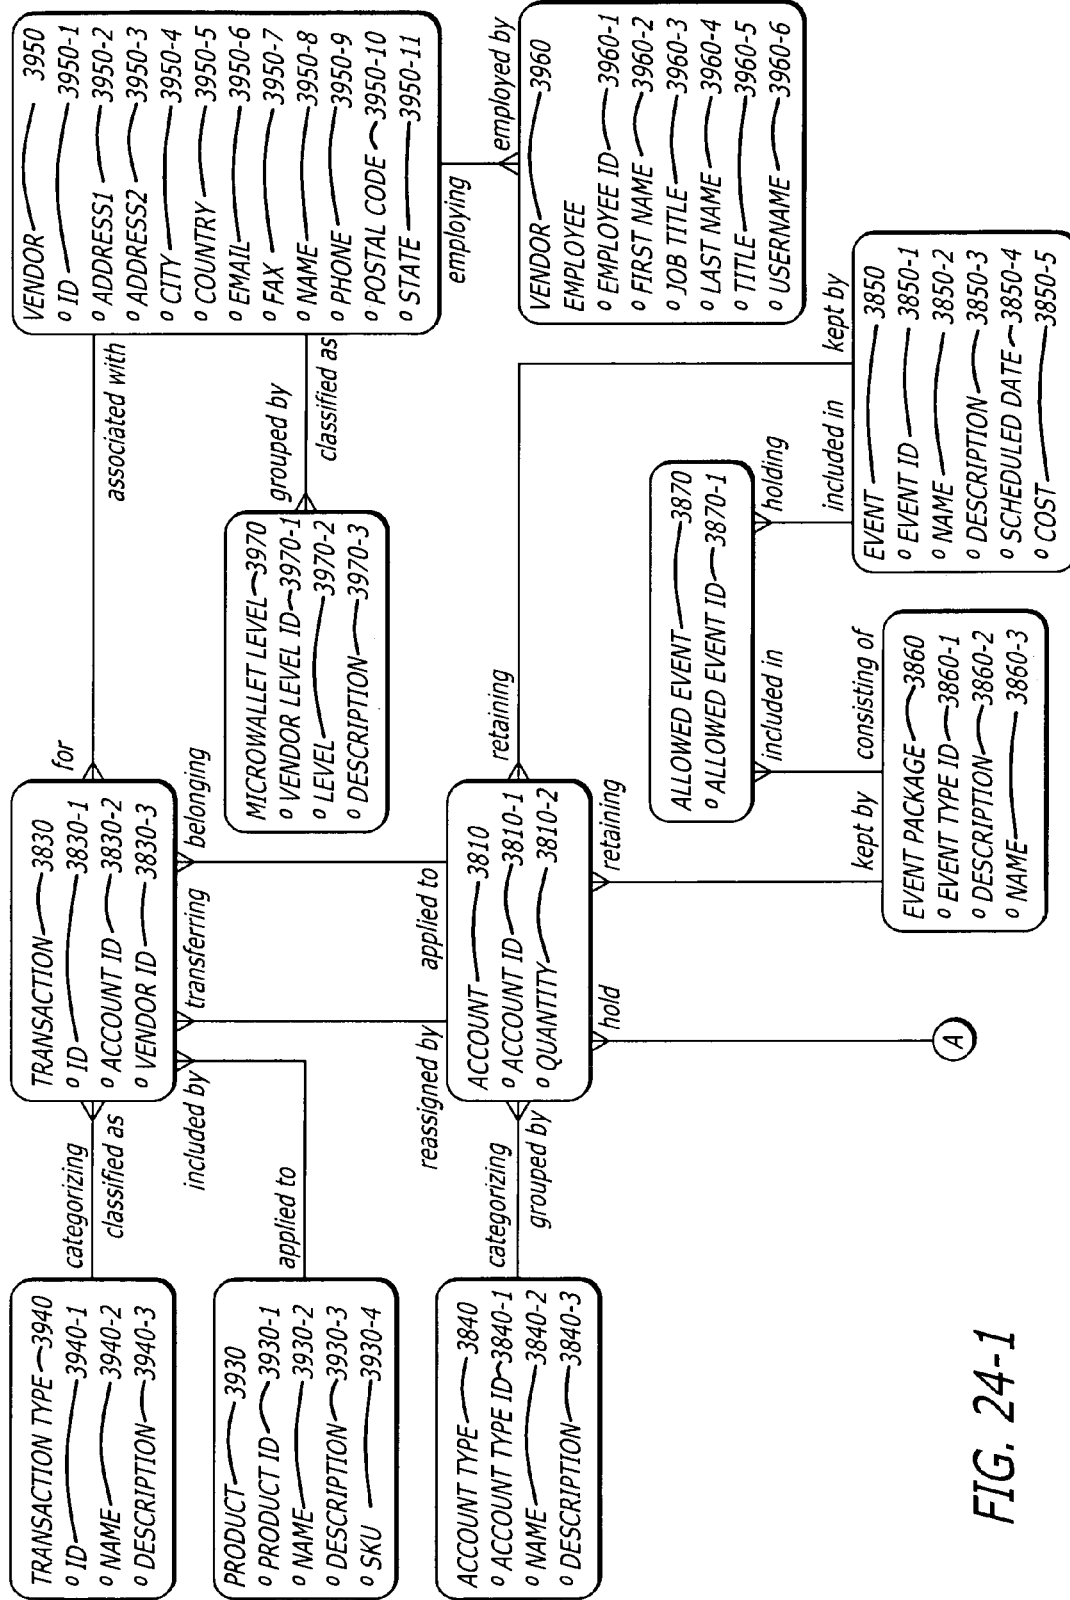 TRANSACTION TYPE 3940
o ID 3940-1
o NAME 3940-2
o DESCRIPTION 3940-3
categorizing
classified as
TRANSACTION 3830
o ID 3830-1
o ACCOUNT ID 3830-2
o VENDOR ID 3830-3
for
associated with
VENDOR 3950
o ID 3950-1
o ADDRESS1 3950-2
o ADDRESS2 3950-3
o CITY 3950-4
o COUNTRY 3950-5
o EMAIL 3950-6
o FAX 3950-7
o NAME 3950-8
o PHONE 3950-9
o POSTAL CODE 3950-10
o STATE 3950-11
included by
transferring
belonging
PRODUCT 3930
o PRODUCT ID 3930-1
o NAME 3930-2
o DESCRIPTION 3930-3
o SKU 3930-4
applied to
MICROWALLET LEVEL 3970
o VENDOR LEVEL ID 3970-1
o LEVEL 3970-2
o DESCRIPTION 3970-3
grouped by
classified as
reassigned by
applied to
employing
employed by
ACCOUNT TYPE 3840
o ACCOUNT TYPE ID 3840-1
o NAME 3840-2
o DESCRIPTION 3840-3
categorizing
grouped by
ACCOUNT 3810
o ACCOUNT ID 3810-1
o QUANTITY 3810-2
retaining
VENDOR 3960
EMPLOYEE
o EMPLOYEE ID 3960-1
o FIRST NAME 3960-2
o JOB TITLE 3960-3
o LAST NAME 3960-4
o TITLE 3960-5
o USERNAME 3960-6
hold
retaining
ALLOWED EVENT 3870
o ALLOWED EVENT ID 3870-1
included in
holding
kept by
consisting of
included in
kept by
EVENT PACKAGE 3860
o EVENT TYPE ID 3860-1
o DESCRIPTION 3860-2
o NAME 3860-3
EVENT 3850
o EVENT ID 3850-1
o NAME 3850-2
o DESCRIPTION 3850-3
o SCHEDULED DATE 3850-4
o COST 3850-5
A
FIG. 24-1